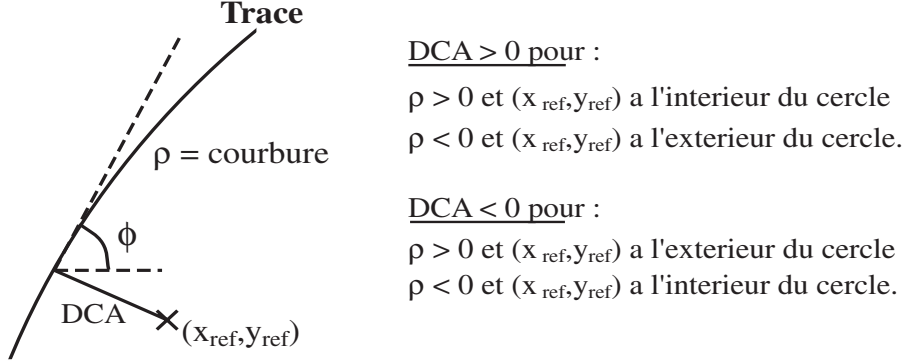 Trace
DCA > 0 pour :
ρ > 0 et (x ref,yref) a l'interieur du cercle
ρ < 0 et (x ref,yref) a l'exterieur du cercle.
ρ = courbure
DCA < 0 pour :
ρ > 0 et (x ref,yref) a l'exterieur du cercle
ρ < 0 et (x ref,yref) a l'interieur du cercle.
ϕ
DCA
(xref,yref)